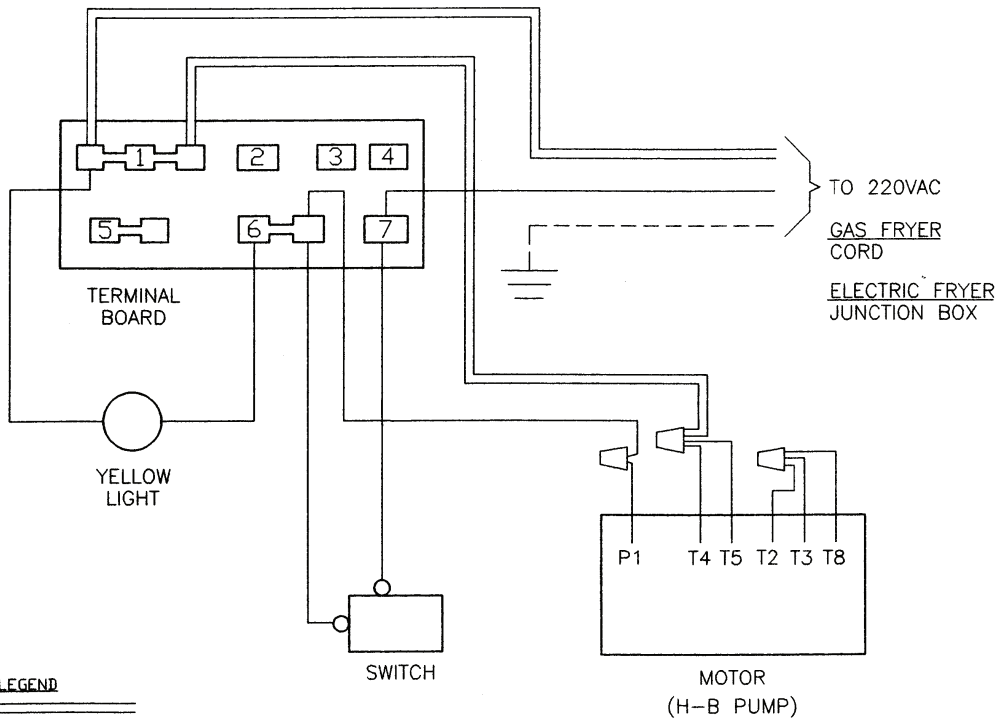 1
2
3
4
5
6
7
TERMINAL
BOARD
TO 220VAC
GAS FRYER
CORD
ELECTRIC FRYER
JUNCTION BOX
YELLOW
LIGHT
P1 T4 T5 T2 T3 T8
SWITCH
MOTOR
(H-B PUMP)
LEGEND